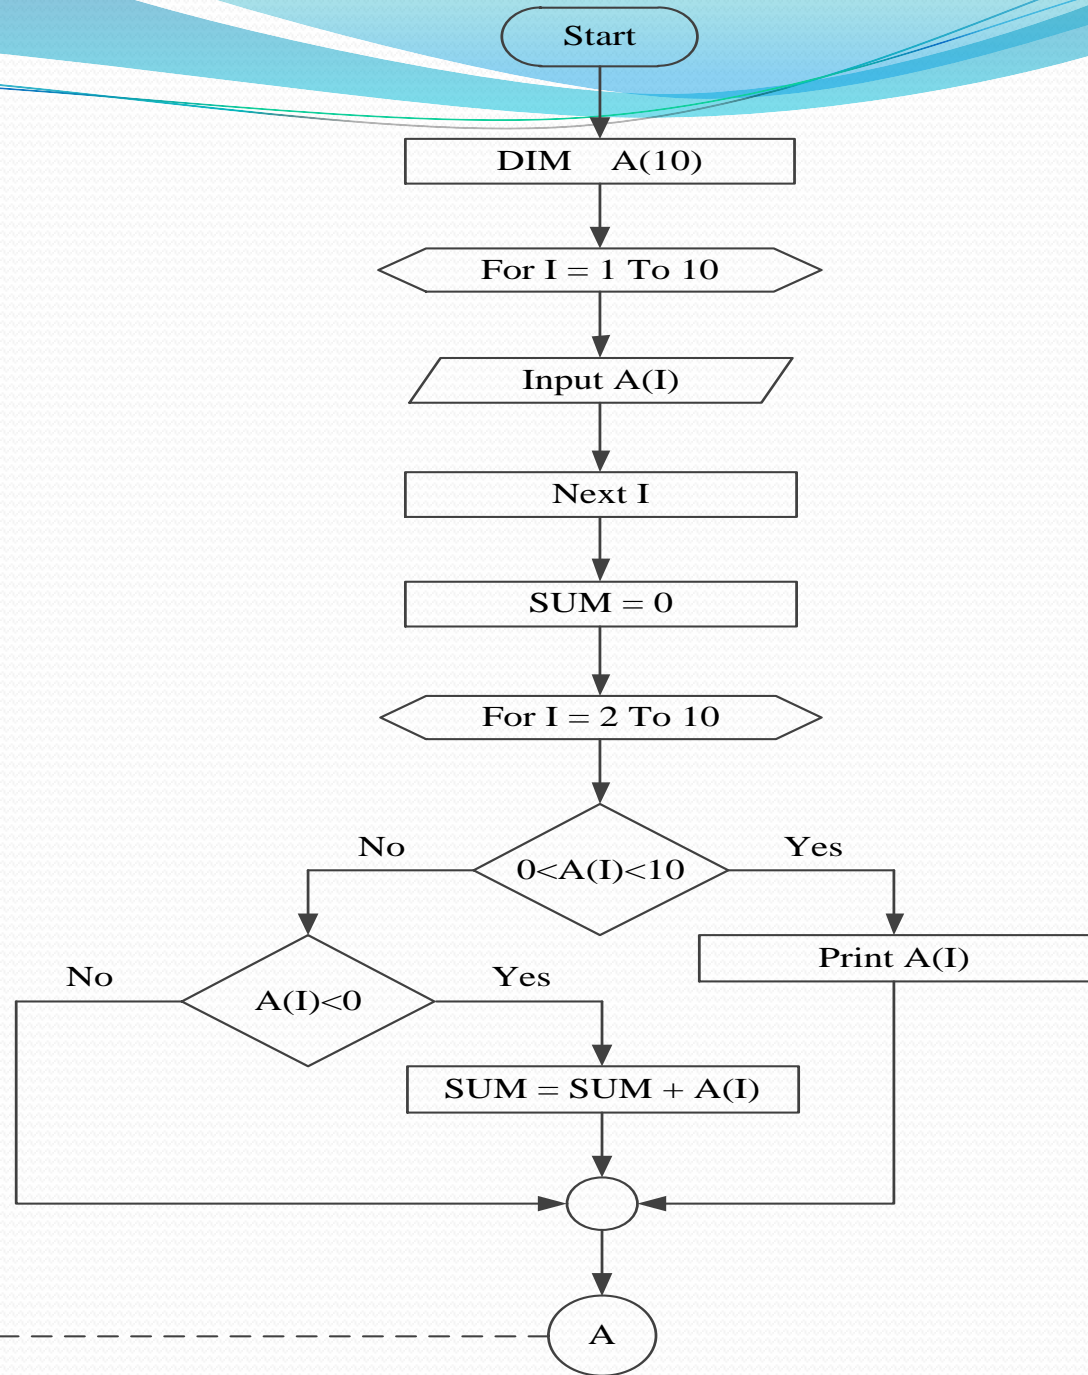 Start
DIM A(10)
For I = 1 To 10
Input A(I)
Next I
SUM = 0
For I = 2 To 10
No
Yes
0<A(I)<10
Print A(I)
No
Yes
A(I)<0
SUM = SUM + A(I)
A